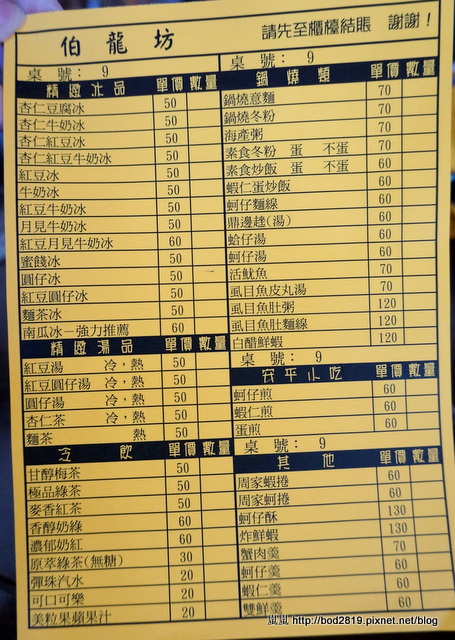 伯龍坊
請先至櫃檯結賬 謝謝！
桌 號： 9
精緻冰品 單價 數量
杏仁豆腐冰 50
杏仁牛奶冰 50
杏仁紅豆冰 50
杏仁紅豆牛奶冰 50
紅豆冰 50
牛奶冰 50
紅豆牛奶冰 50
月見牛奶冰 50
紅豆月見牛奶冰 60
蜜餞冰 50
圓仔冰 50
紅豆圓仔冰 50
麵茶冰 50
南瓜冰－強力推薦 60
精緻湯品 單價 數量
紅豆湯 冷，熱 50
紅豆圓仔湯 冷，熱 50
圓仔湯 冷，熱 50
杏仁茶 冷，熱 50
麵茶 熱 50
冷飲 單價 數量
甘醇梅茶 50
極品綠茶 50
麥香紅茶 50
香醇奶綠 60
濃郁奶紅 60
原萃綠茶(無糖) 30
彈珠汽水 20
可口可樂 20
美粒果蘋果汁 20
桌 號： 9
鍋燒類 單價 數量
鍋燒意麵 70
鍋燒冬粉 70
海產粥 70
素食冬粉 蛋 不蛋 70
素食炒飯 蛋 不蛋 60
蝦仁蛋炒飯 60
蚵仔麵線 60
鼎邊趖(湯) 60
蛤仔湯 60
蚵仔湯 60
活魷魚 70
虱目魚皮丸湯 70
虱目魚肚粥 120
虱目魚肚麵線 120
白醋鮮蝦 120
桌 號： 9
安平小吃 單價 數量
蚵仔煎 60
蝦仁煎 60
蛋煎 60
桌 號： 9
其他 單價 數量
周家蝦捲 60
周家蚵捲 60
蚵仔酥 130
炸鮮蝦 130
蟹肉羹 70
蚵仔羹 60
蝦仁羹 60
雙鮮羹 60
http://bod2819.pixnet.net/blog